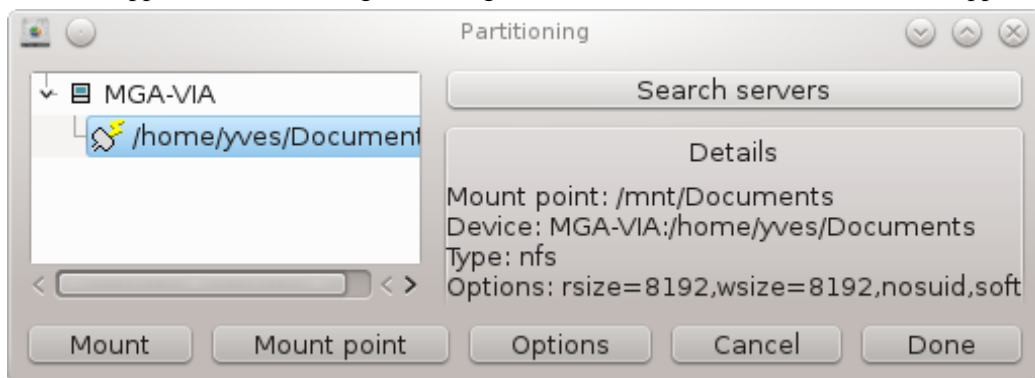 Partitioning
MGA-VIA
/home/yves/Document
Search servers
Details
Mount point: /mnt/Documents
Device: MGA-VIA:/home/yves/Documents
Type: nfs
Options: rsize=8192,wsize=8192,nosuid,soft
Mount
Mount point
Options
Cancel
Done